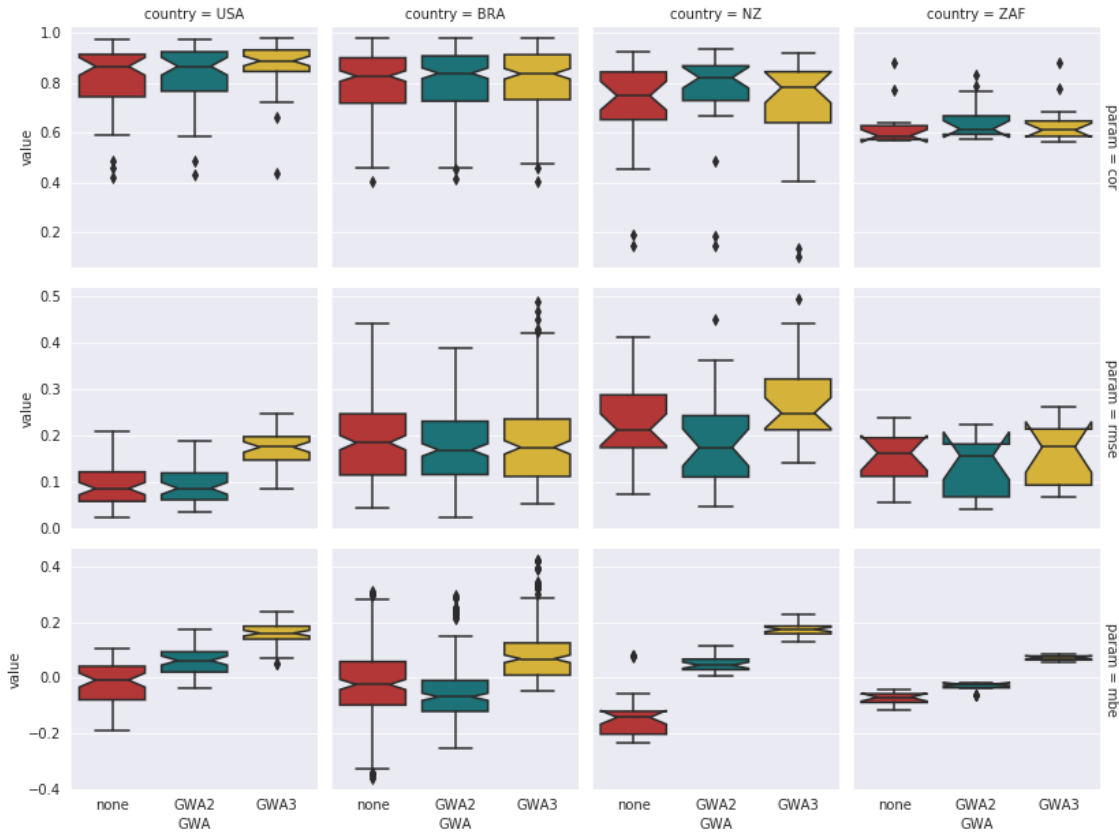 country = USA
country = BRA
country = NZ
country = ZAF
1.0
0.8
0.6
0.4
0.2
value
param = cor
0.5
0.4
0.3
0.2
0.1
0.0
value
param = rmse
0.4
0.2
0.0
−0.2
−0.4
value
param = mbe
none GWA2 GWA3
none GWA2 GWA3
none GWA2 GWA3
none GWA2 GWA3
GWA
GWA
GWA
GWA